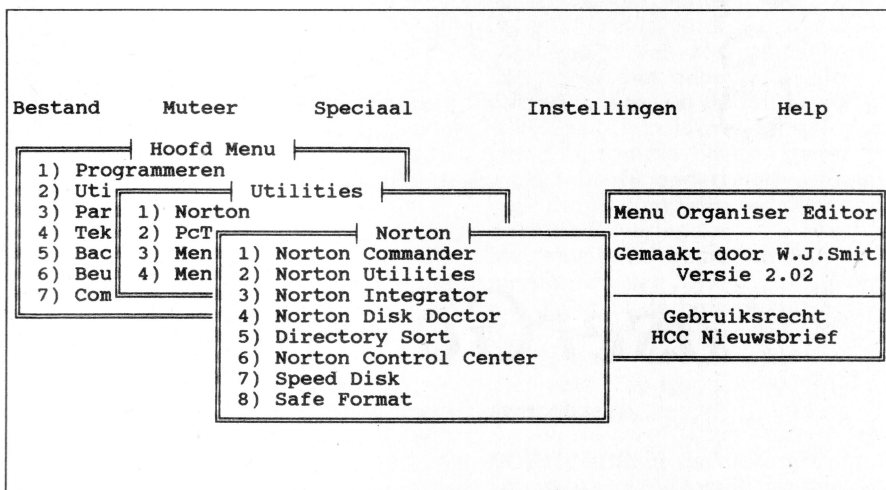 Bestand Muteer Speciaal Instellingen Help
Hoofd Menu
1) Programmeren
2) Uti
3) Par
4) Tek
5) Bac
6) Beu
7) Com
Utilities
1) Norton
2) PcT
3) Men
4) Men
Norton
1) Norton Commander
2) Norton Utilities
3) Norton Integrator
4) Norton Disk Doctor
5) Directory Sort
6) Norton Control Center
7) Speed Disk
8) Safe Format
Menu Organiser Editor
Gemaakt door W.J.Smit
Versie 2.02
Gebruiksrecht
HCC Nieuwsbrief